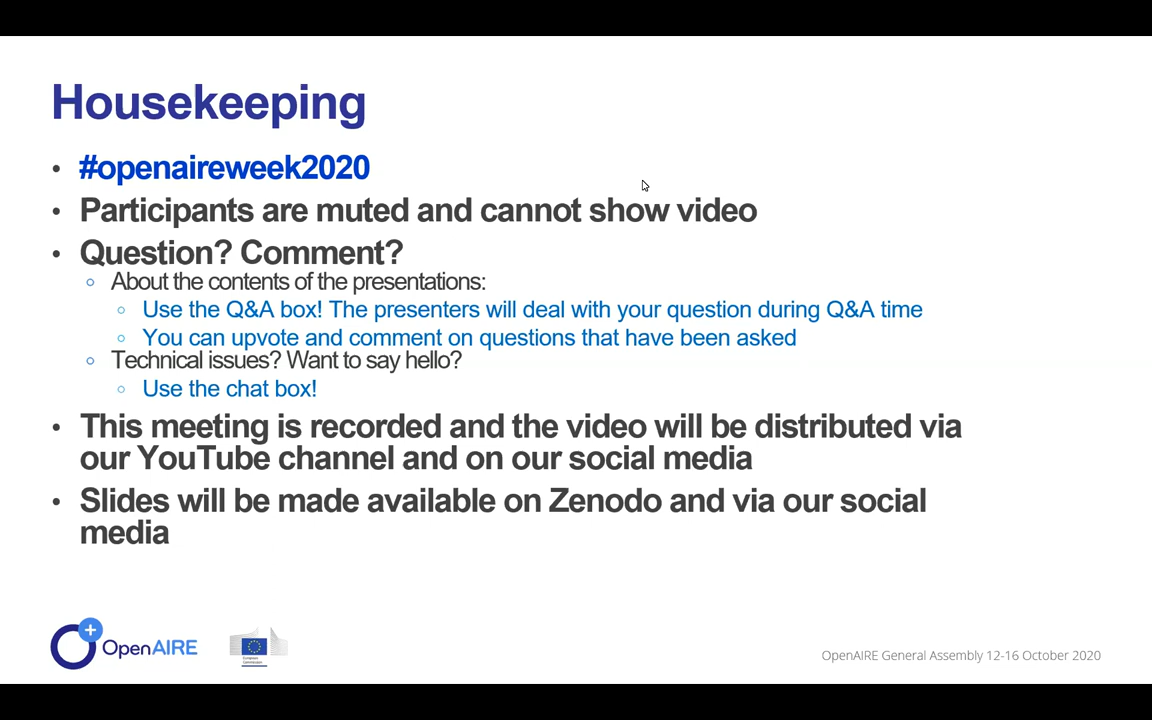 Housekeeping
• #openaireweek2020
• Participants are muted and cannot show video
• Question? Comment?
○ About the contents of the presentations:
○ Use the Q&A box! The presenters will deal with your question during Q&A time
○ You can upvote and comment on questions that have been asked
○ Technical issues? Want to say hello?
○ Use the chat box!
• This meeting is recorded and the video will be distributed via
our YouTube channel and on our social media
• Slides will be made available on Zenodo and via our social
media
OpenAIRE
European
Commission
OpenAIRE General Assembly 12-16 October 2020